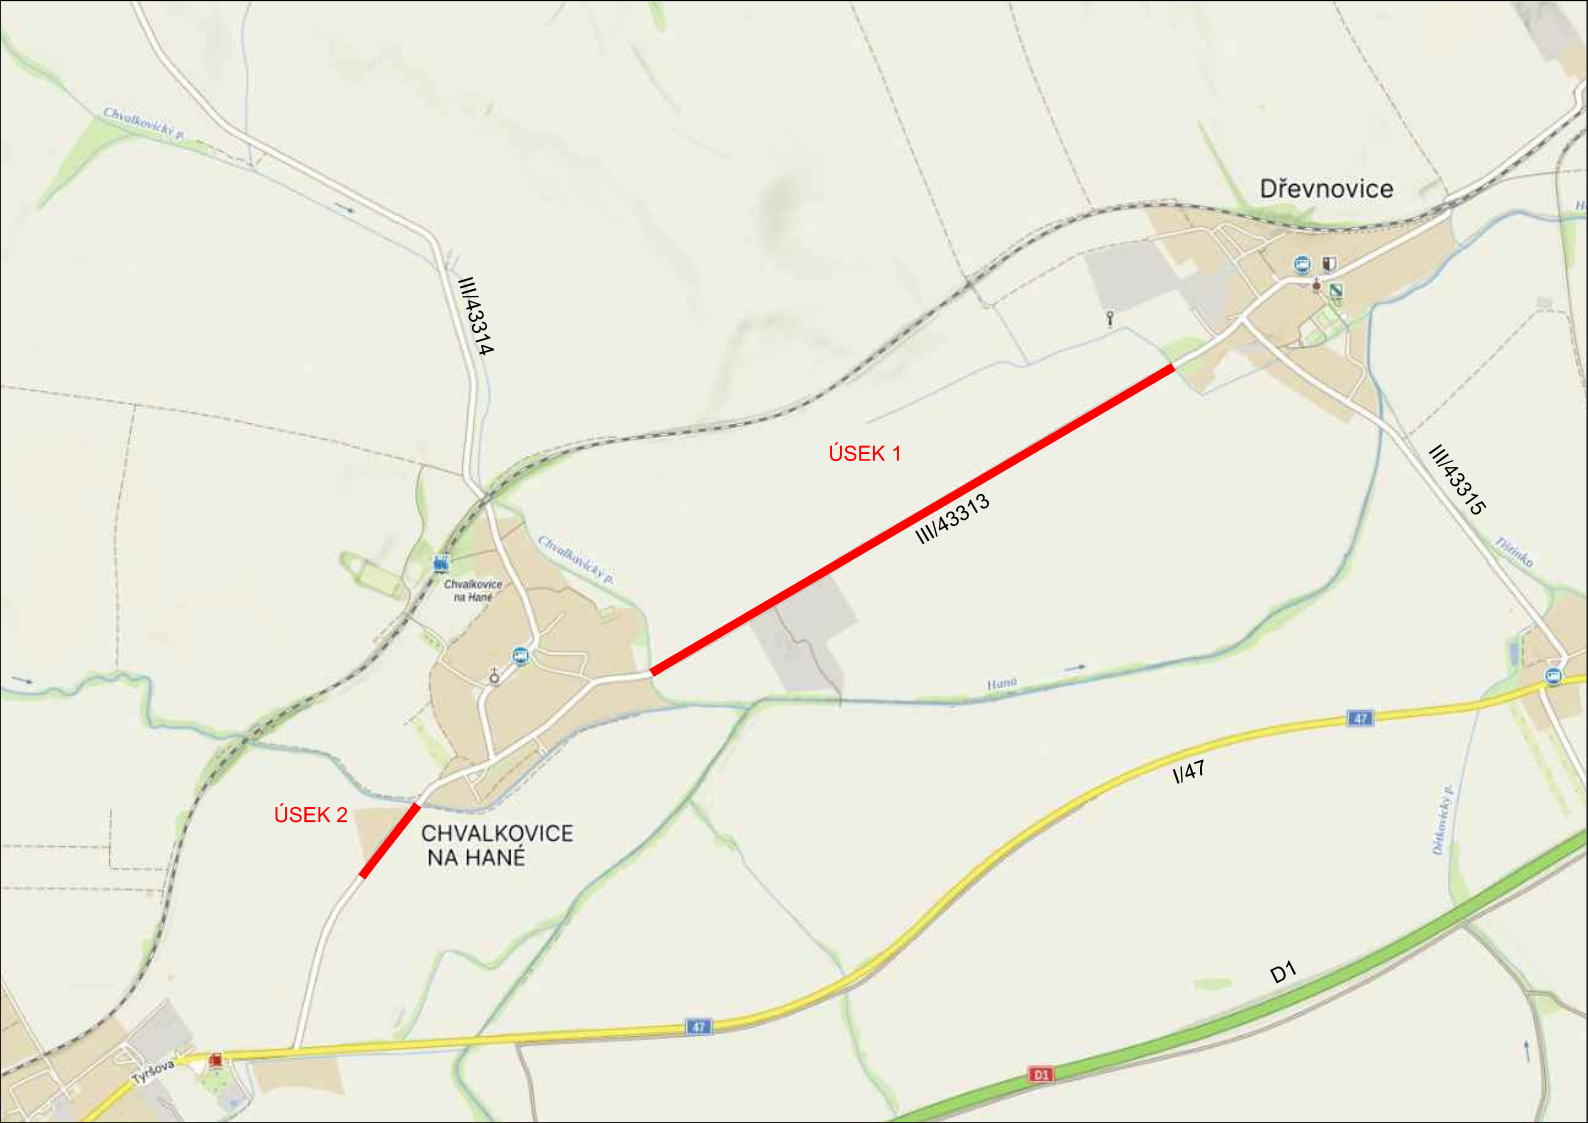 Chvalkovický p.
Dřevnovice
III/43314
ÚSEK 1
III/43313
III/43315
Chvalkovický p.
Tištínka
Chvalkovice
na Hané
Haná
47
I/47
ÚSEK 2
CHVALKOVICE
NA HANÉ
Dětkovický p.
D1
47
Tyršova
D1